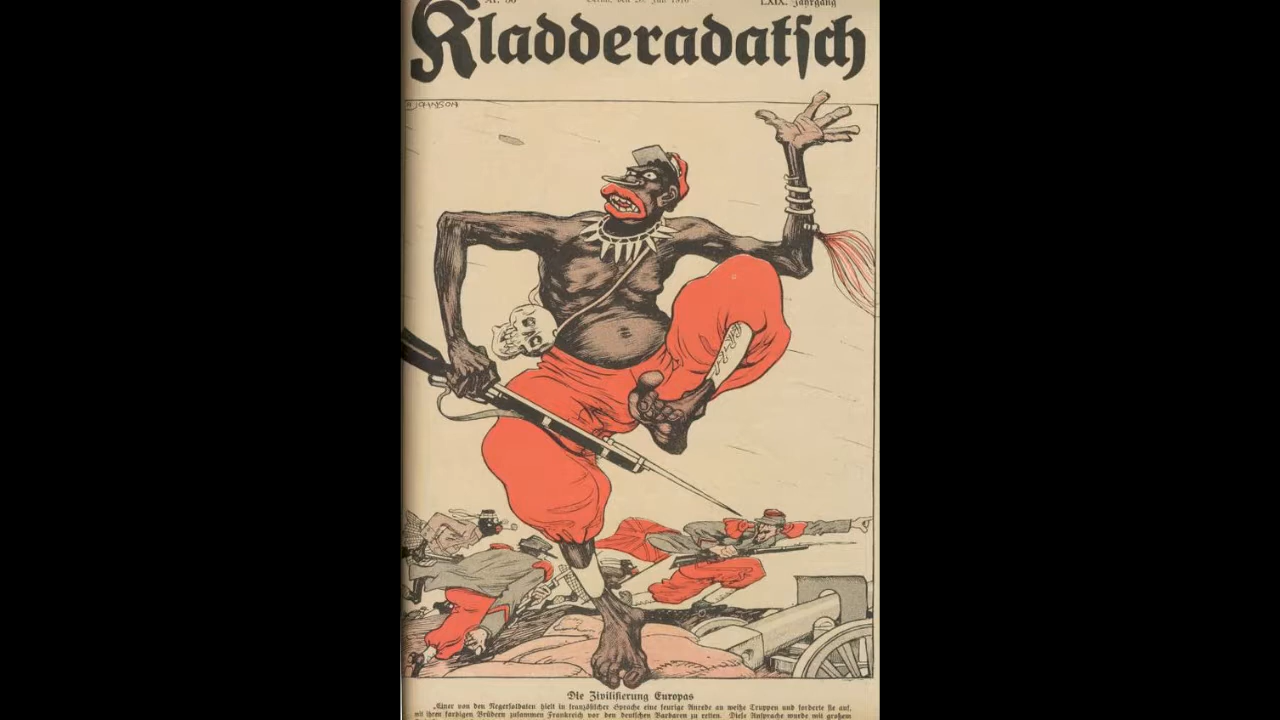 Kladderadatsch
LXIX. Jahrgang
Die Zivilisierung Europas
„Einer von den Negersoldaten hielt in französischer Sprache eine feurige Anrede an weiße Truppen und forderte sie auf,
mit ihren farbigen Brüdern zusammen Frankreich vor den deutschen Barbaren zu retten. Diese Ansprache wurde mit großem